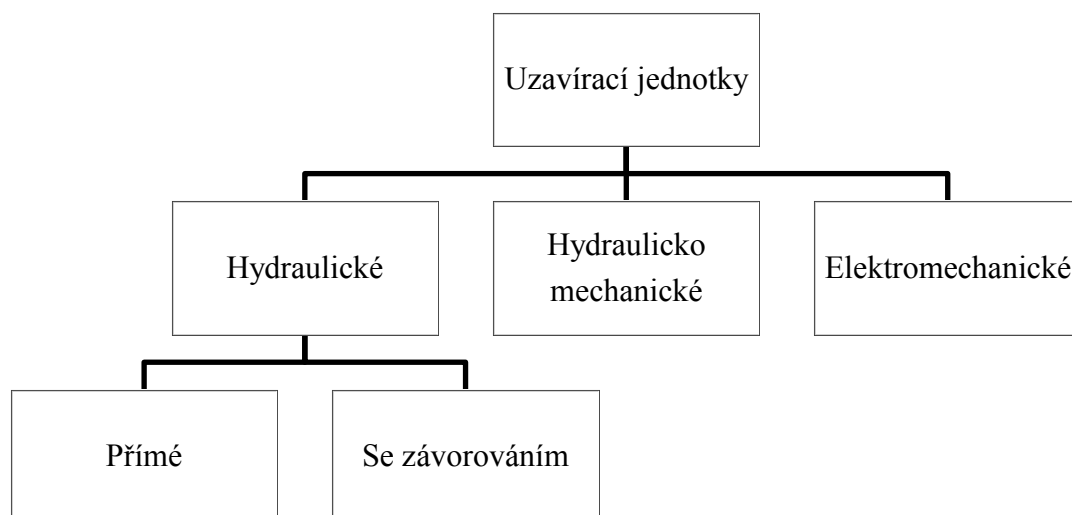 Uzavírací jednotky
Hydraulické
Hydraulicko
mechanické
Elektromechanické
Přímé
Se závorováním